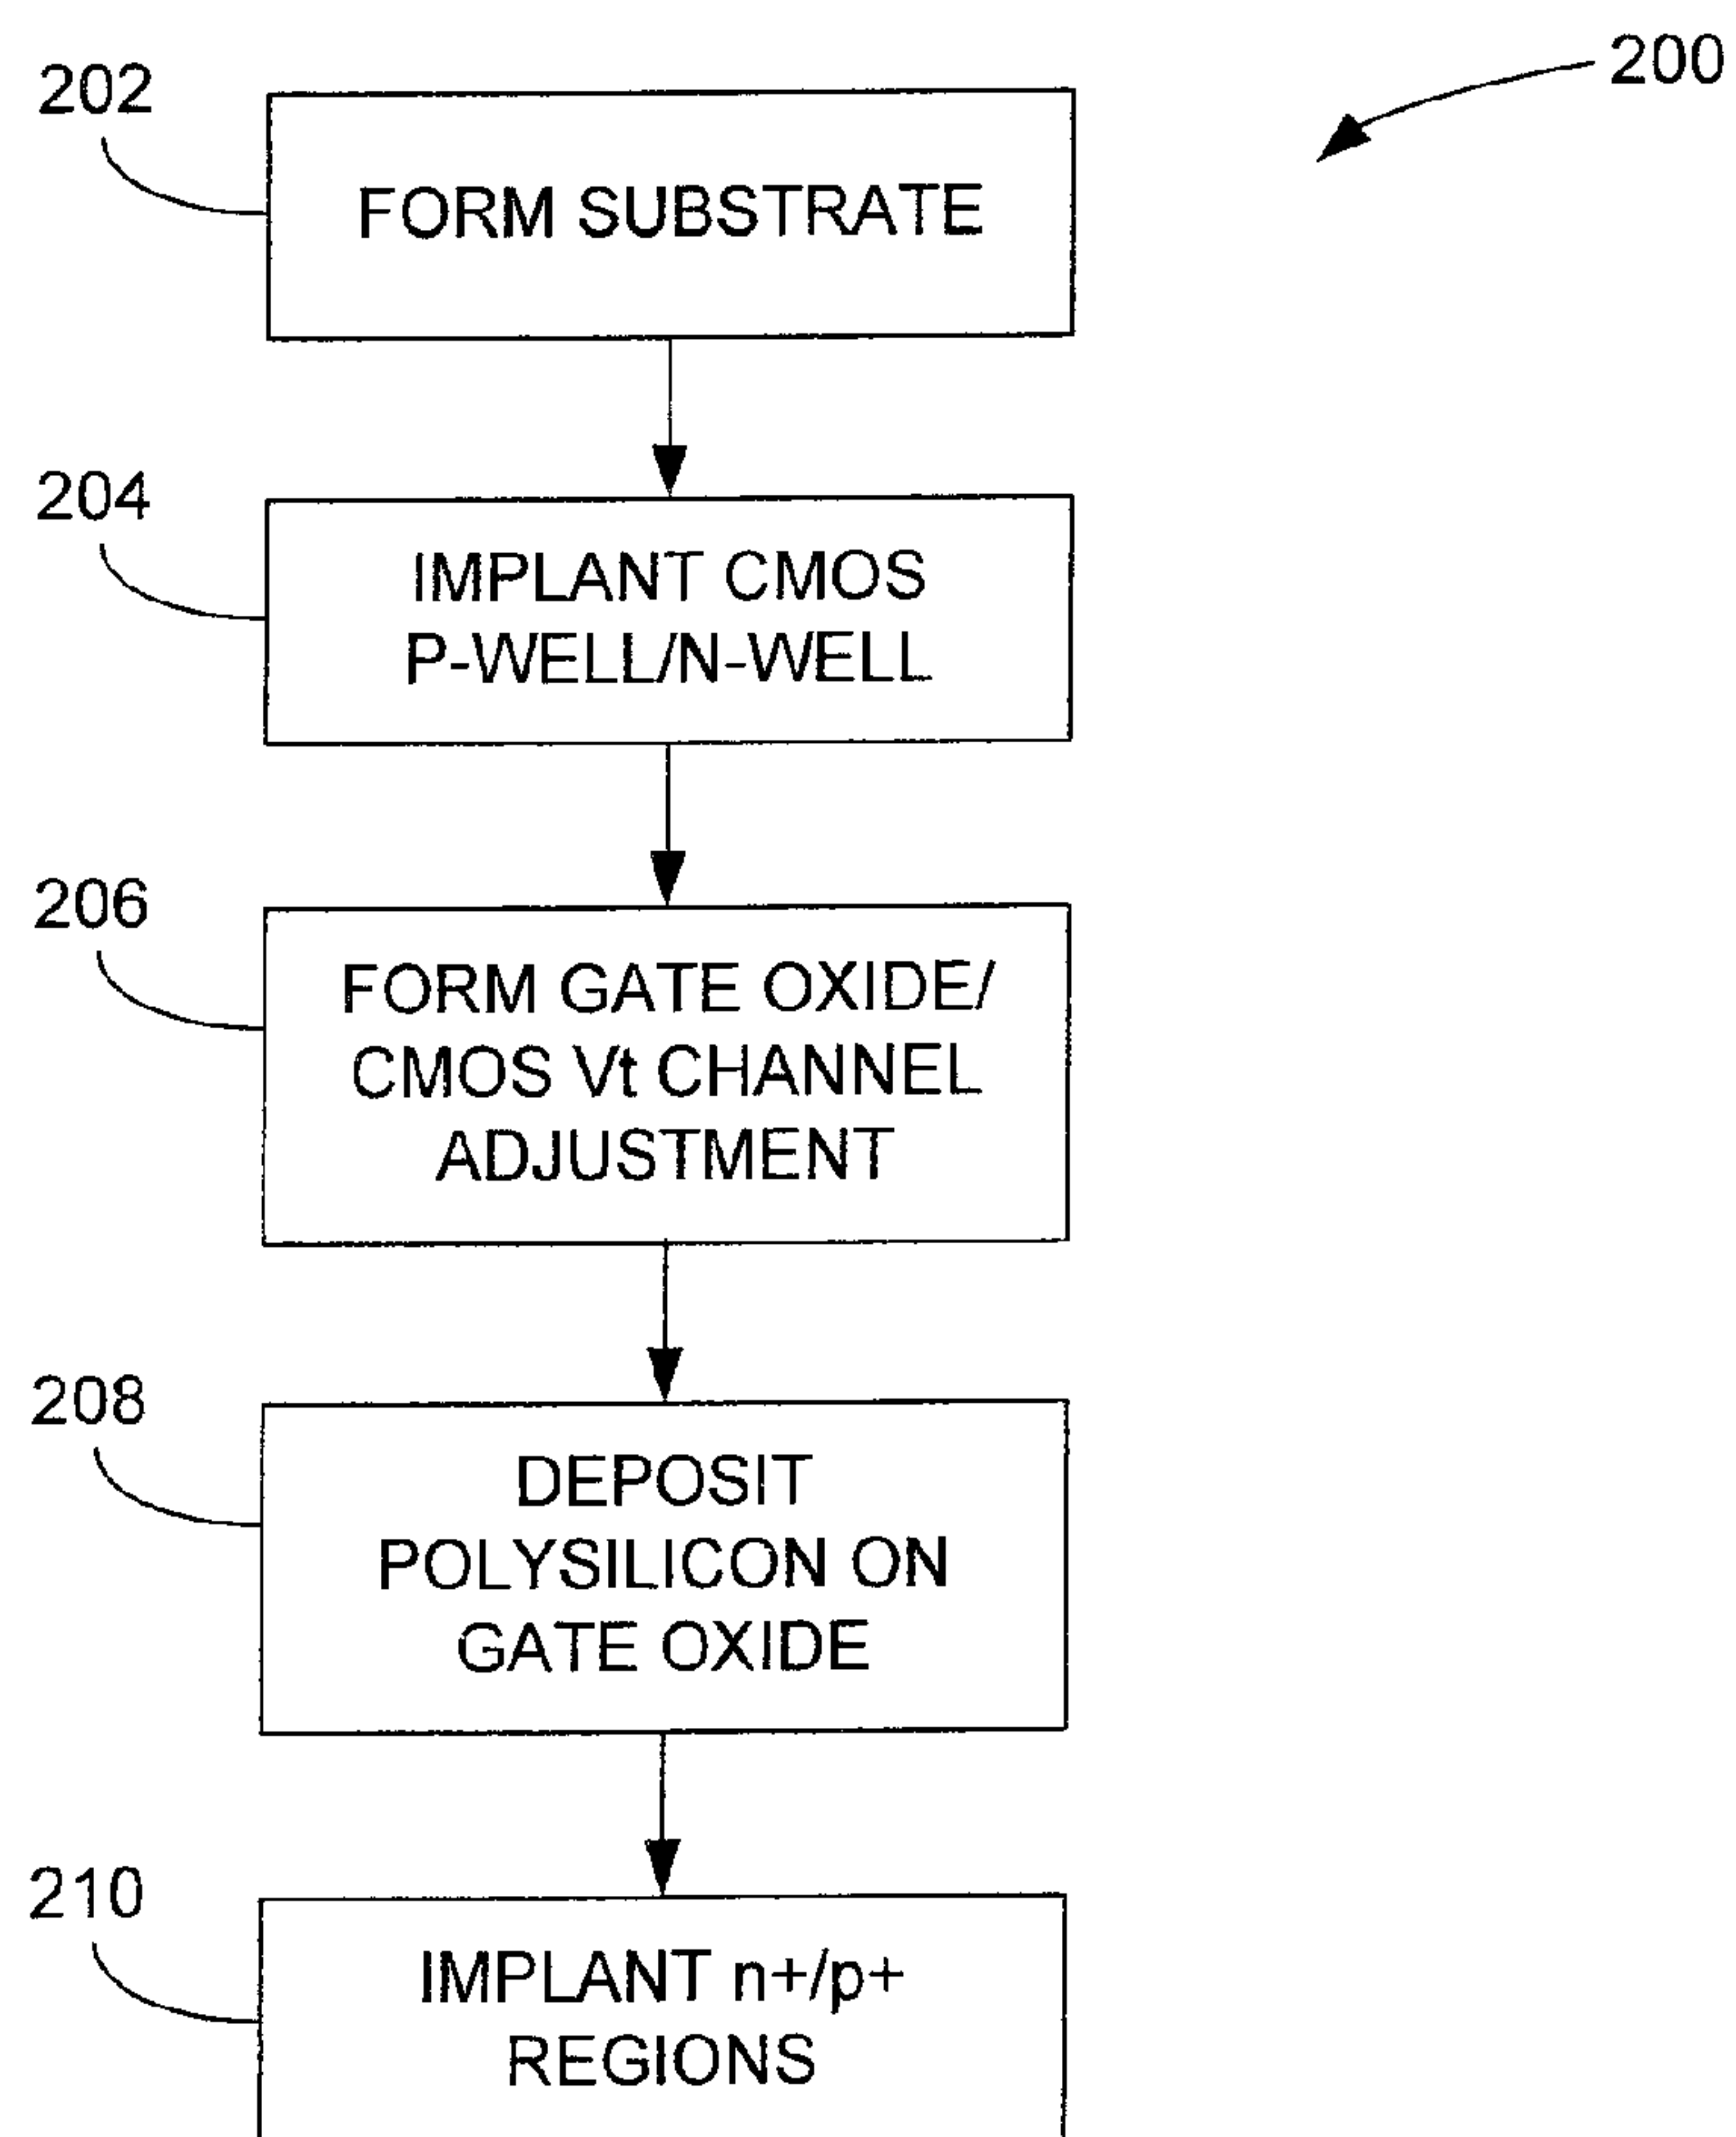 200
202
FORM SUBSTRATE
204
IMPLANT CMOS
P-WELL/N-WELL
206
FORM GATE OXIDE/
CMOS Vt CHANNEL
ADJUSTMENT
208
DEPOSIT
POLYSILICON ON
GATE OXIDE
210
IMPLANT n+/p+
REGIONS